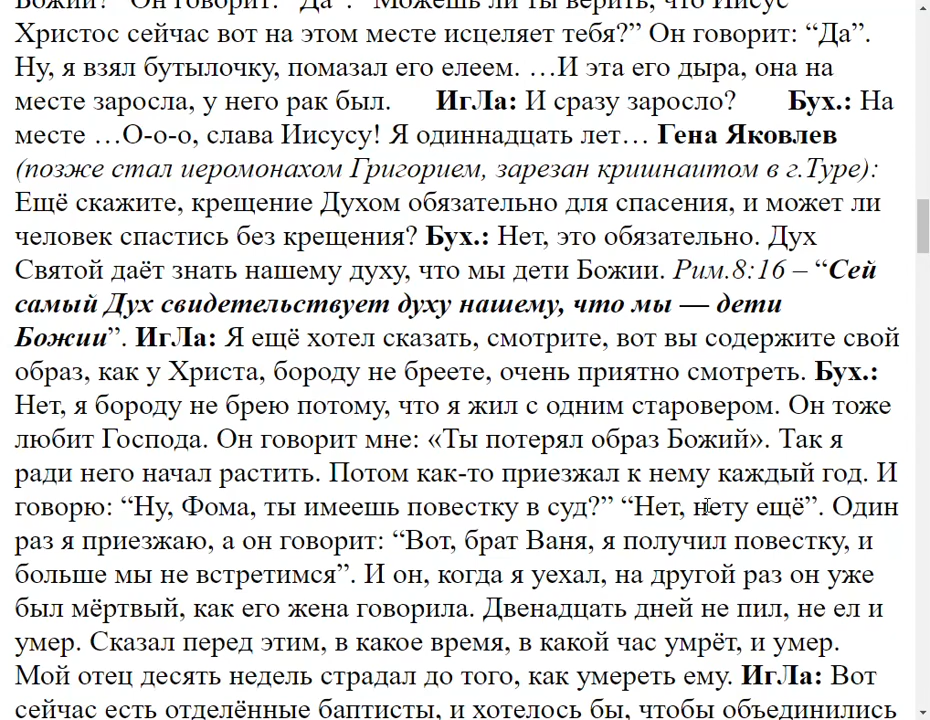 Божий?” Он говорит: “Да”. “Можешь ли ты верить, что Иисус
Христос сейчас вот на этом месте исцеляет тебя?” Он говорит: “Да”.
Ну, я взял бутылочку, помазал его елеем. …И эта его дыра, она на
месте заросла, у него рак был. ИгЛа: И сразу заросло? Бух.: На
месте …О-о-о, слава Иисусу! Я одиннадцать лет… Гена Яковлев
(позже стал иеромонахом Григорием, зарезан кришнаитом в г.Туре):
Ещё скажите, крещение Духом обязательно для спасения, и может ли
человек спастись без крещения? Бух.: Нет, это обязательно. Дух
Святой даёт знать нашему духу, что мы дети Божии. Рим.8:16 – “Сей
самый Дух свидетельствует духу нашему, что мы — дети
Божии”. ИгЛа: Я ещё хотел сказать, смотрите, вот вы содержите свой
образ, как у Христа, бороду не бреете, очень приятно смотреть. Бух.:
Нет, я бороду не брею потому, что я жил с одним старовером. Он тоже
любит Господа. Он говорит мне: «Ты потерял образ Божий». Так я
ради него начал растить. Потом как-то приезжал к нему каждый год. И
говорю: “Ну, Фома, ты имеешь повестку в суд?” “Нет, нету ещё”. Один
раз я приезжаю, а он говорит: “Вот, брат Ваня, я получил повестку, и
больше мы не встретимся”. И он, когда я уехал, на другой раз он уже
был мёртвый, как его жена говорила. Двенадцать дней не пил, не ел и
умер. Сказал перед этим, в какое время, в какой час умрёт, и умер.
Мой отец десять недель страдал до того, как умереть ему. ИгЛа: Вот
сейчас есть отделённые баптисты, и хотелось бы, чтобы объединились